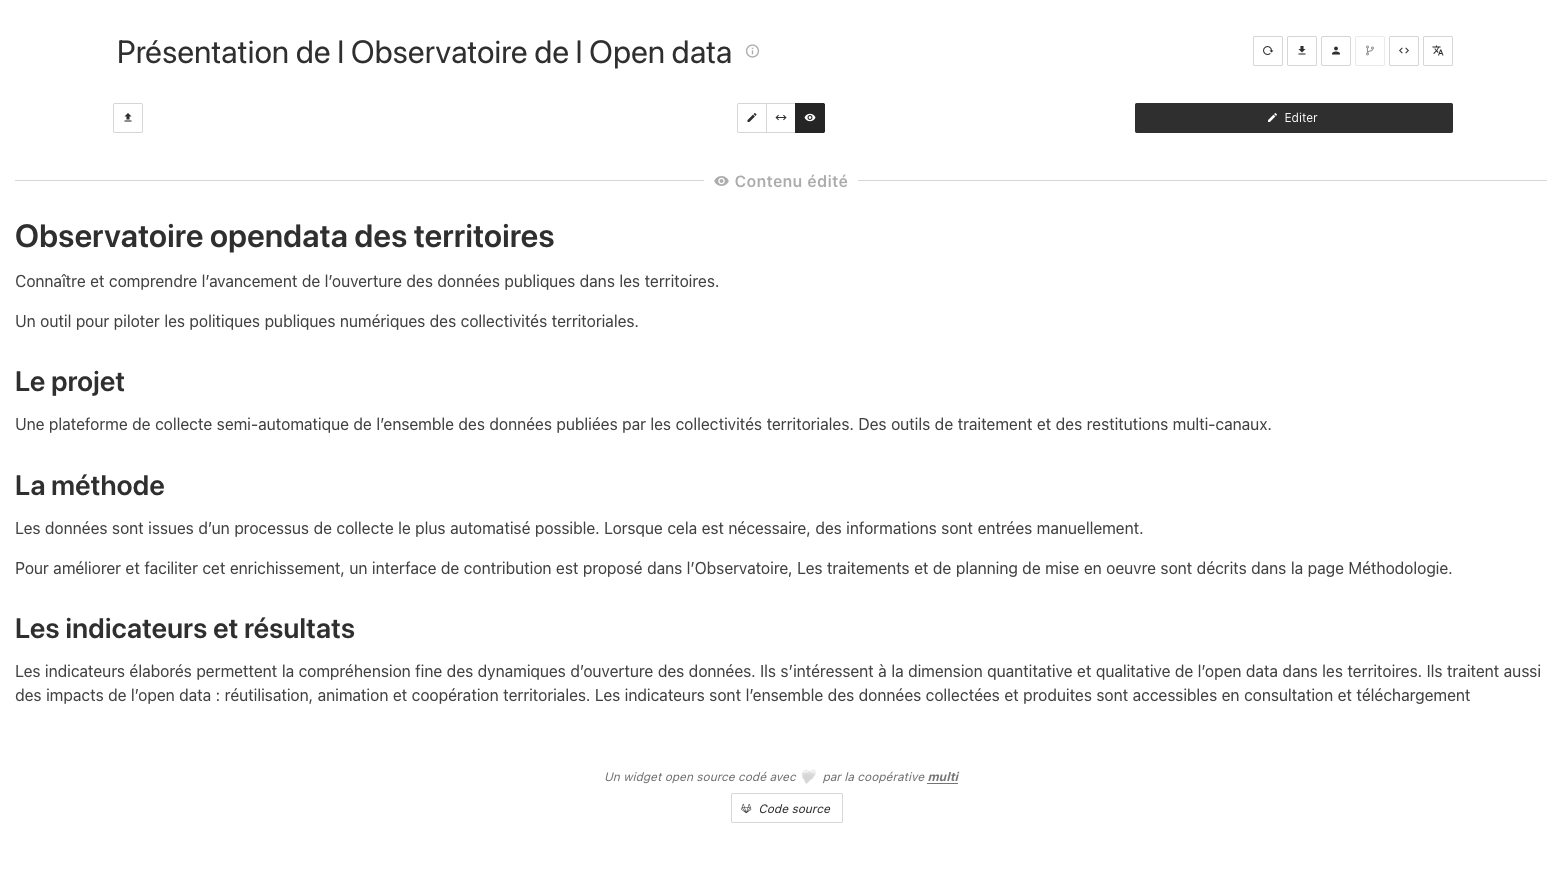 Présentation de l Observatoire de l Open data
Editer
Contenu édité
Observatoire opendata des territoires
Connaître et comprendre l’avancement de l’ouverture des données publiques dans les territoires.
Un outil pour piloter les politiques publiques numériques des collectivités territoriales.
Le projet
Une plateforme de collecte semi-automatique de l’ensemble des données publiées par les collectivités territoriales. Des outils de traitement et des restitutions multi-canaux.
La méthode
Les données sont issues d’un processus de collecte le plus automatisé possible. Lorsque cela est nécessaire, des informations sont entrées manuellement.
Pour améliorer et faciliter cet enrichissement, un interface de contribution est proposé dans l’Observatoire, Les traitements et de planning de mise en oeuvre sont décrits dans la page Méthodologie.
Les indicateurs et résultats
Les indicateurs élaborés permettent la compréhension fine des dynamiques d’ouverture des données. Ils s’intéressent à la dimension quantitative et qualitative de l’open data dans les territoires. Ils traitent aussi
des impacts de l’open data : réutilisation, animation et coopération territoriales. Les indicateurs sont l’ensemble des données collectées et produites sont accessibles en consultation et téléchargement
Un widget open source codé avec 🤍 par la coopérative multi
Code source